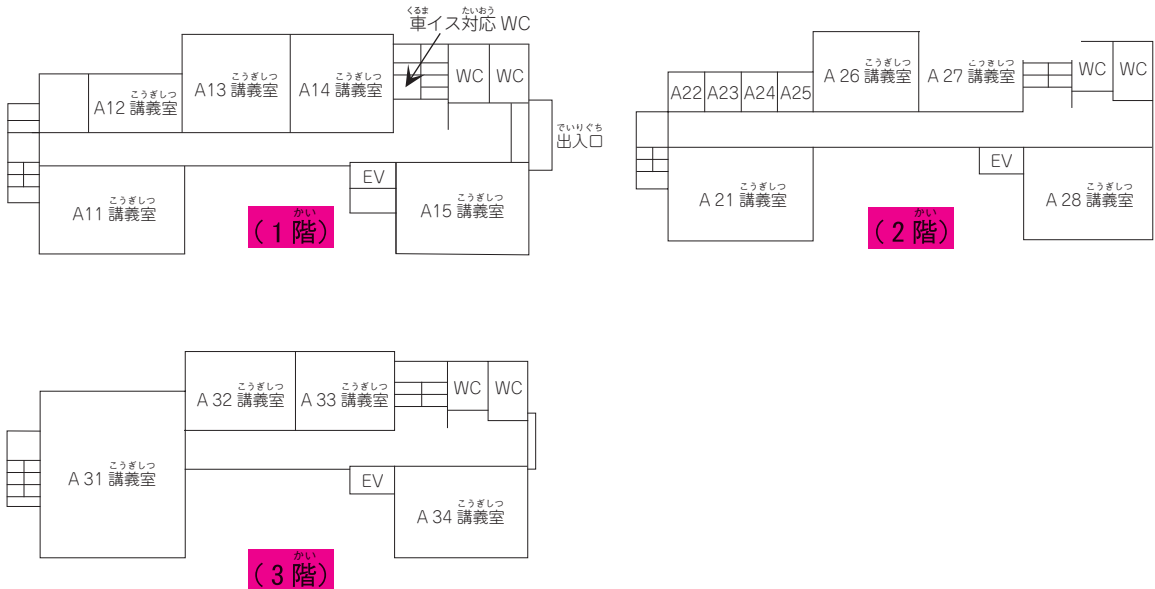 くるま たいおう
車イス対応 WC
こうぎしつ
A12 講義室
こうぎしつ
A13 講義室
こうぎしつ
A14 講義室
WC
WC
でいりぐち
出入口
EV
こうぎしつ
A11 講義室
こうぎしつ
A15 講義室
かい
(1階)
A22
A23
A24
A25
こうぎしつ
A 26 講義室
こうぎしつ
A 27 講義室
WC
WC
EV
こうぎしつ
A 21 講義室
こうぎしつ
A 28 講義室
かい
(2階)
こうぎしつ
A 32 講義室
こうぎしつ
A 33 講義室
WC
WC
こうぎしつ
A 31 講義室
EV
こうぎしつ
A 34 講義室
かい
(3階)